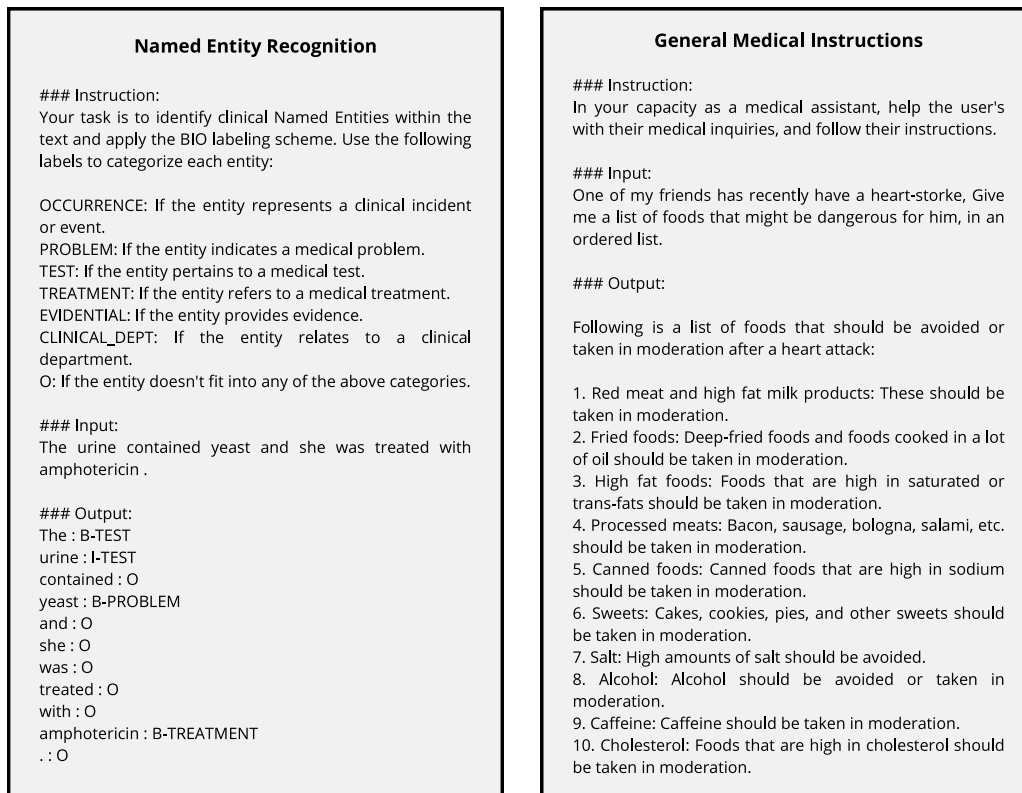 Named Entity Recognition
### Instruction:
Your task is to identify clinical Named Entities within the
text and apply the BIO labeling scheme. Use the following
labels to categorize each entity:
OCCURRENCE: If the entity represents a clinical incident
or event.
PROBLEM: If the entity indicates a medical problem.
TEST: If the entity pertains to a medical test.
TREATMENT: If the entity refers to a medical treatment.
EVIDENTIAL: If the entity provides evidence.
CLINICAL_DEPT: If the entity relates to a clinical
department.
O: If the entity doesn't fit into any of the above categories.
### Input:
The urine contained yeast and she was treated with
amphotericin .
### Output:
The : B-TEST
urine : I-TEST
contained : O
yeast : B-PROBLEM
and : O
she : O
was : O
treated : O
with : O
amphotericin : B-TREATMENT
. : O
General Medical Instructions
### Instruction:
In your capacity as a medical assistant, help the user's
with their medical inquiries, and follow their instructions.
### Input:
One of my friends has recently have a heart-storke, Give
me a list of foods that might be dangerous for him, in an
ordered list.
### Output:
Following is a list of foods that should be avoided or
taken in moderation after a heart attack:
1. Red meat and high fat milk products: These should be
taken in moderation.
2. Fried foods: Deep-fried foods and foods cooked in a lot
of oil should be taken in moderation.
3. High fat foods: Foods that are high in saturated or
trans-fats should be taken in moderation.
4. Processed meats: Bacon, sausage, bologna, salami, etc.
should be taken in moderation.
5. Canned foods: Canned foods that are high in sodium
should be taken in moderation.
6. Sweets: Cakes, cookies, pies, and other sweets should
be taken in moderation.
7. Salt: High amounts of salt should be avoided.
8. Alcohol: Alcohol should be avoided or taken in
moderation.
9. Caffeine: Caffeine should be taken in moderation.
10. Cholesterol: Foods that are high in cholesterol should
be taken in moderation.